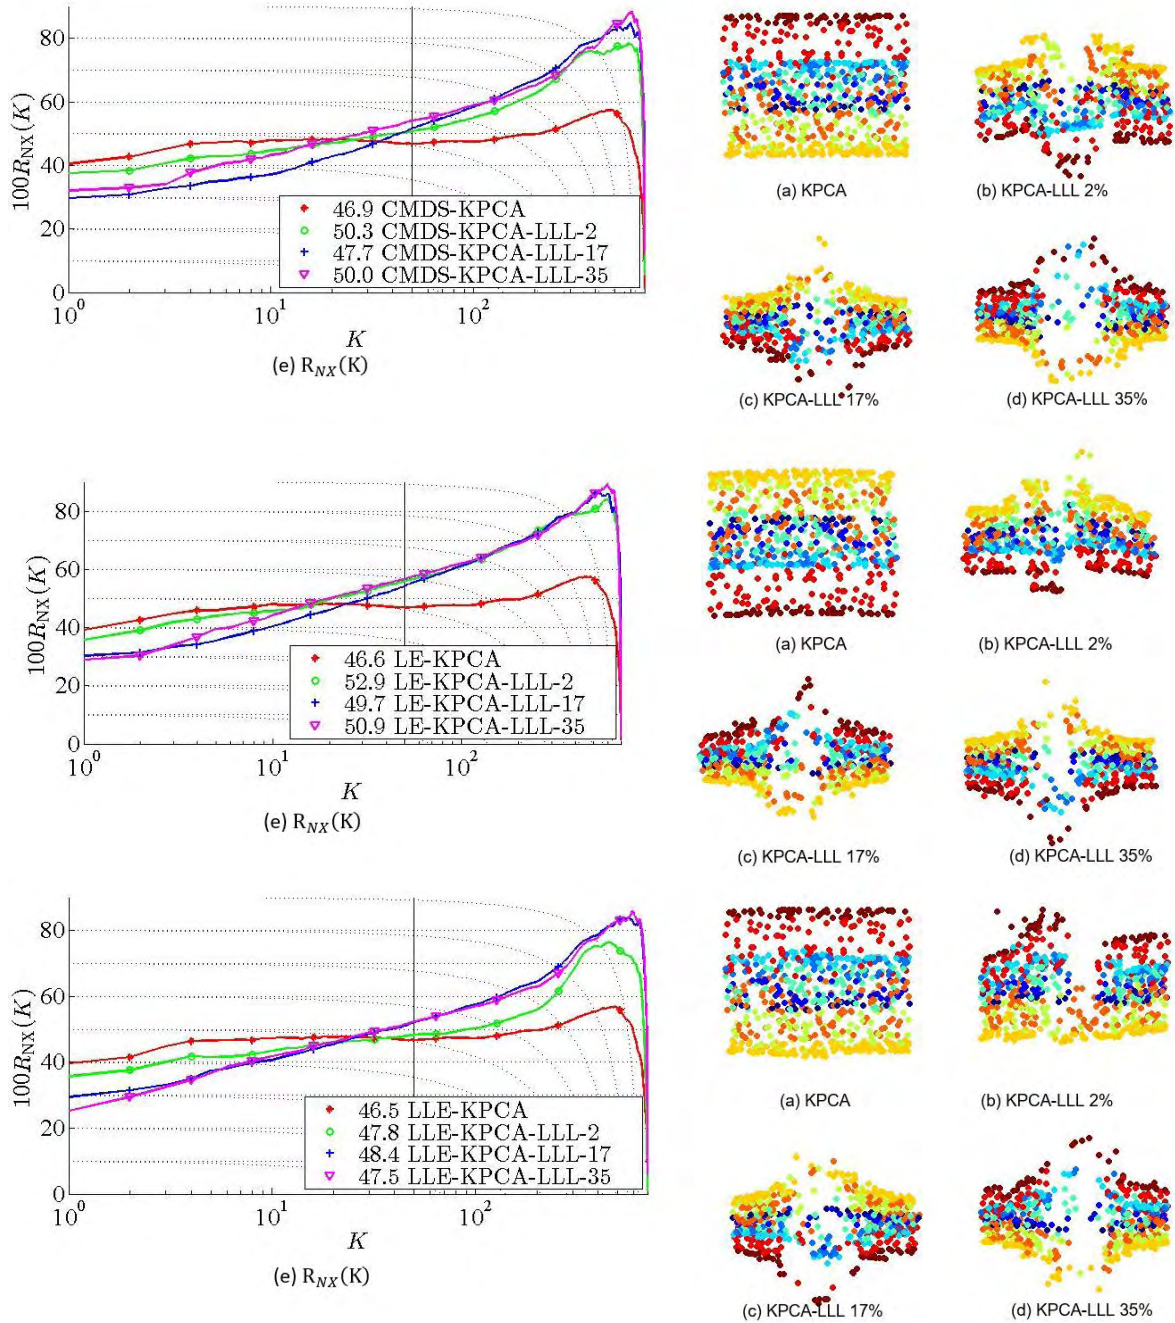 80
60
40
20
0
100R_NX(K)
46.9 CMDS-KPCA
50.3 CMDS-KPCA-LLL-2
47.7 CMDS-KPCA-LLL-17
50.0 CMDS-KPCA-LLL-35
10^0 10^1 10^2
K
(e) R_NX(K)
(a) KPCA
(b) KPCA-LLL 2%
(c) KPCA-LLL 17%
(d) KPCA-LLL 35%
80
60
40
20
0
100R_NX(K)
46.6 LE-KPCA
52.9 LE-KPCA-LLL-2
49.7 LE-KPCA-LLL-17
50.9 LE-KPCA-LLL-35
10^0 10^1 10^2
K
(e) R_NX(K)
(a) KPCA
(b) KPCA-LLL 2%
(c) KPCA-LLL 17%
(d) KPCA-LLL 35%
80
60
40
20
0
100R_NX(K)
46.5 LLE-KPCA
47.8 LLE-KPCA-LLL-2
48.4 LLE-KPCA-LLL-17
47.5 LLE-KPCA-LLL-35
10^0 10^1 10^2
K
(e) R_NX(K)
(a) KPCA
(b) KPCA-LLL 2%
(c) KPCA-LLL 17%
(d) KPCA-LLL 35%